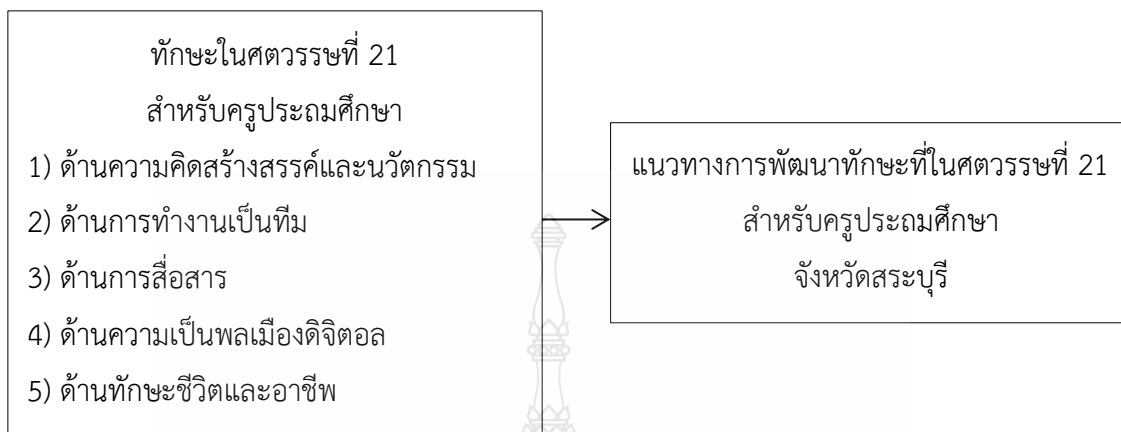 ทักษะในศตวรรษที่ 21
สำหรับครูประถมศึกษา
1) ด้านความคิดสร้างสรรค์และนวัตกรรม
2) ด้านการทำงานเป็นทีม
3) ด้านการสื่อสาร
4) ด้านความเป็นพลเมืองดิจิตอล
5) ด้านทักษะชีวิตและอาชีพ
แนวทางการพัฒนาทักษะที่ในศตวรรษที่ 21
สำหรับครูประถมศึกษา
จังหวัดสระบุรี